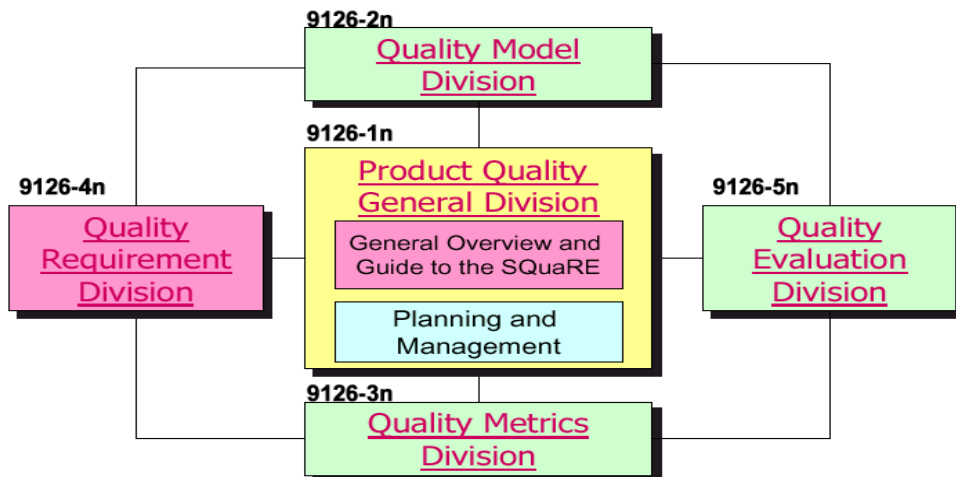 9126-2n
Quality Model
Division
9126-1n
Product Quality
General Division
General Overview and
Guide to the SQuaRE
Planning and
Management
9126-4n
Quality
Requirement
Division
9126-5n
Quality
Evaluation
Division
9126-3n
Quality Metrics
Division